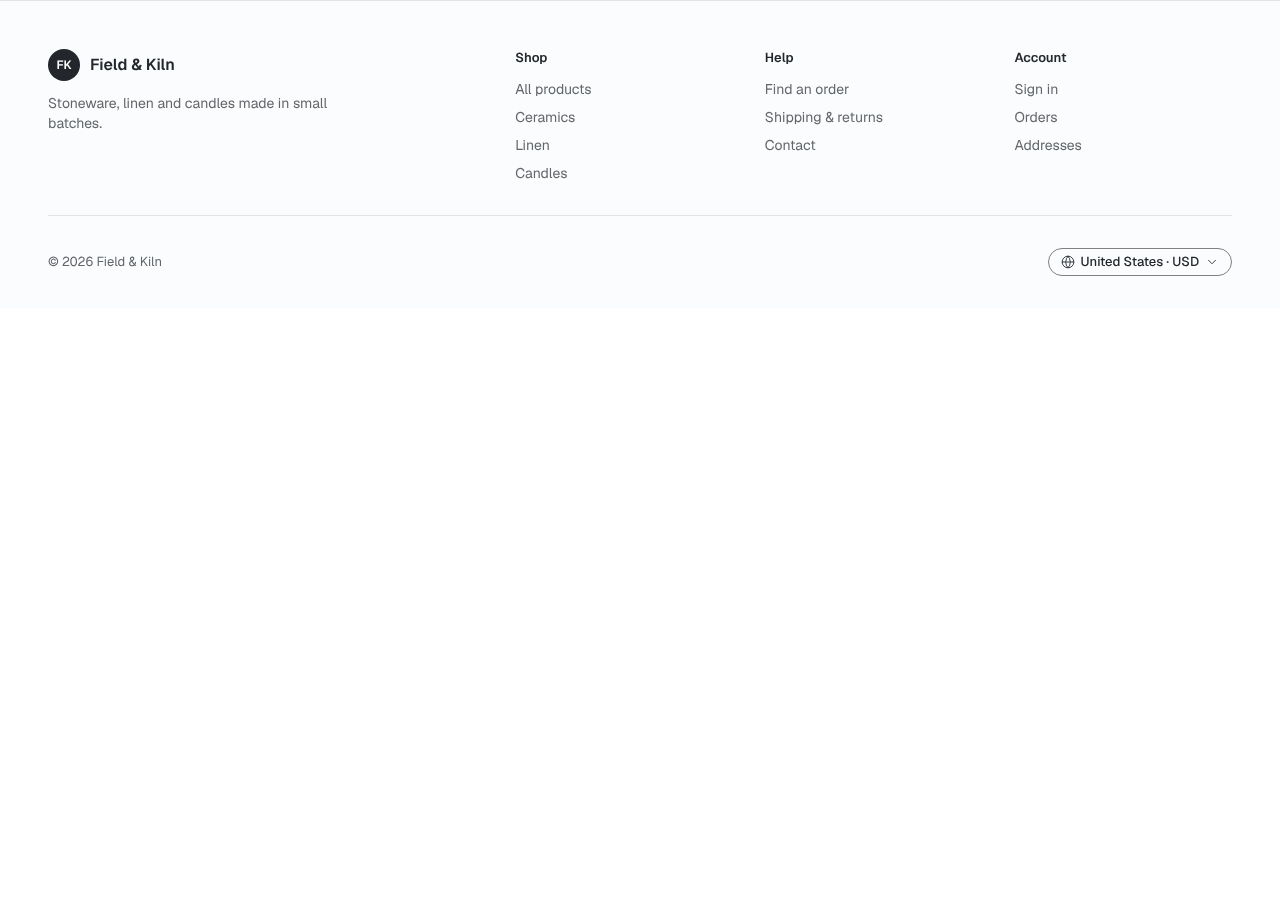 FK
Field & Kiln
Stoneware, linen and candles made in small
batches.
Shop
All products
Ceramics
Linen
Candles
Help
Find an order
Shipping & returns
Contact
Account
Sign in
Orders
Addresses
© 2026 Field & Kiln
United States · USD